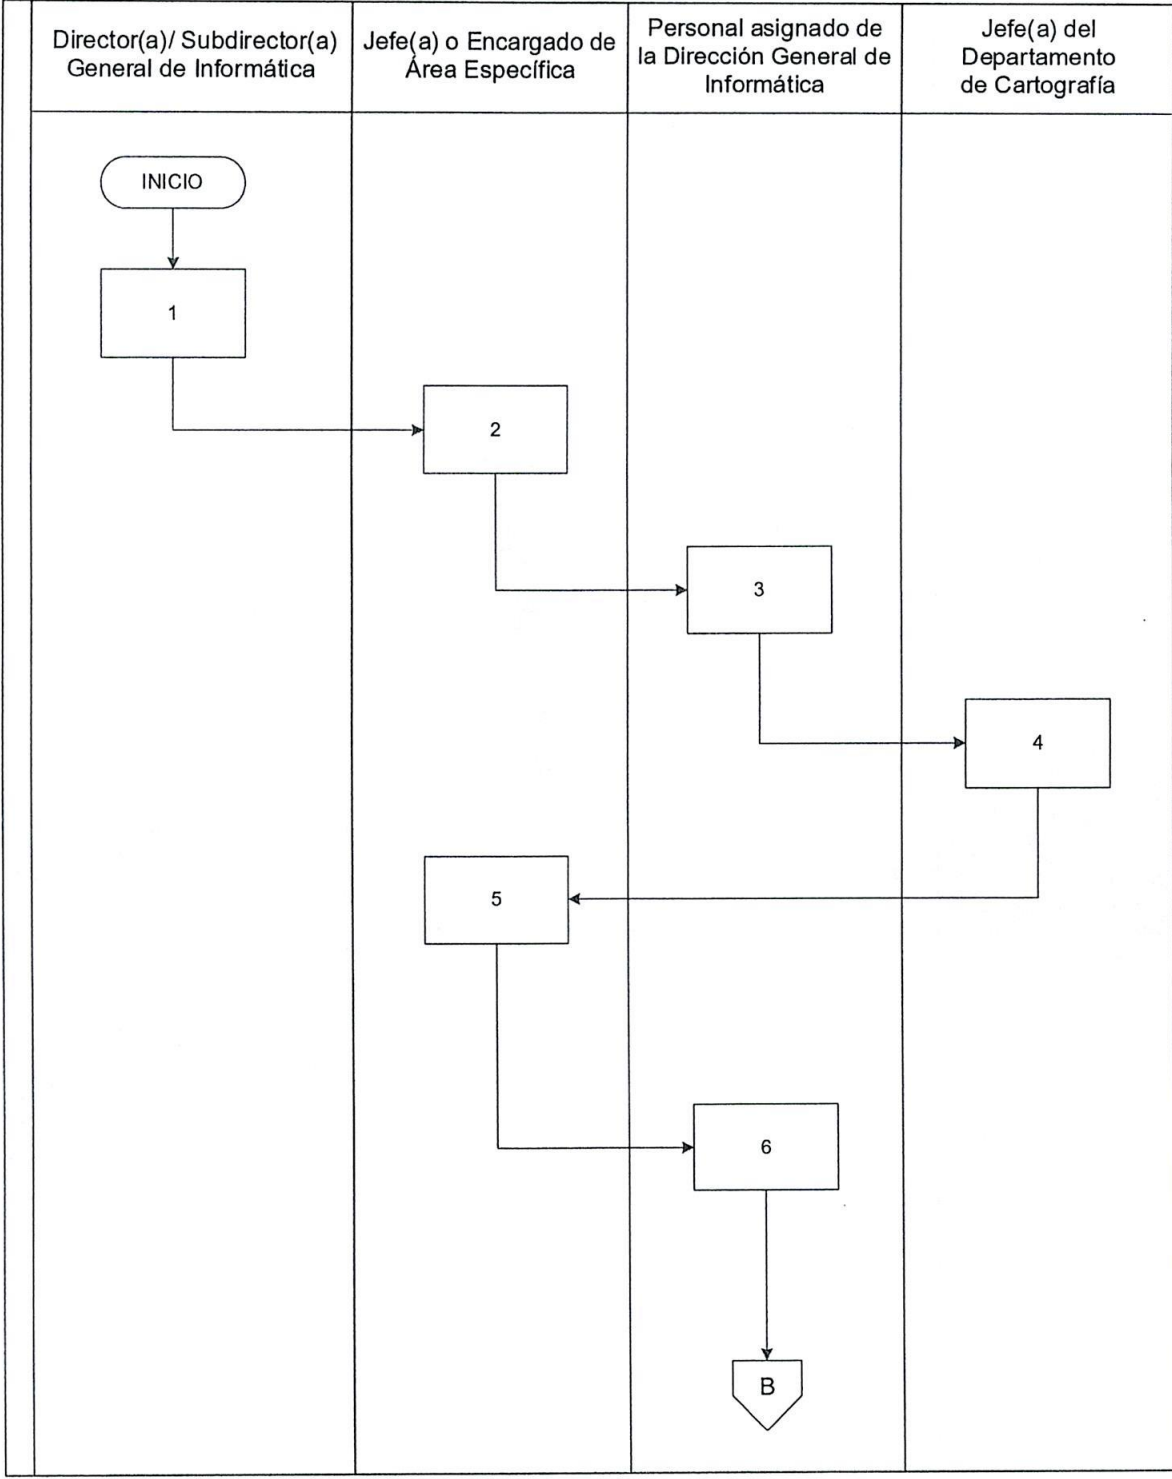 Director(a)/ Subdirector(a)
General de Informática
Jefe(a) o Encargado de
Área Específica
Personal asignado de
la Dirección General de
Informática
Jefe(a) del
Departamento
de Cartografía
INICIO
1
2
3
4
5
6
B